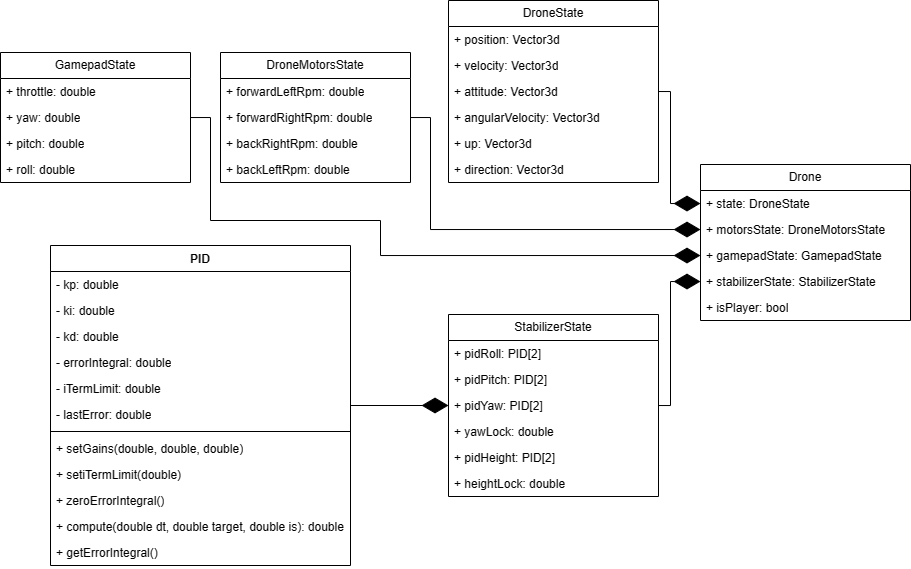 DroneState
+ position: Vector3d
+ velocity: Vector3d
+ attitude: Vector3d
+ angularVelocity: Vector3d
+ up: Vector3d
+ direction: Vector3d
GamepadState
+ throttle: double
+ yaw: double
+ pitch: double
+ roll: double
DroneMotorsState
+ forwardLeftRpm: double
+ forwardRightRpm: double
+ backRightRpm: double
+ backLeftRpm: double
Drone
+ state: DroneState
+ motorsState: DroneMotorsState
+ gamepadState: GamepadState
+ stabilizerState: StabilizerState
+ isPlayer: bool
PID
- kp: double
- ki: double
- kd: double
- errorIntegral: double
- iTermLimit: double
- lastError: double
+ setGains(double, double, double)
+ setiTermLimit(double)
+ zeroErrorIntegral()
+ compute(double dt, double target, double is): double
+ getErrorIntegral()
StabilizerState
+ pidRoll: PID[2]
+ pidPitch: PID[2]
+ pidYaw: PID[2]
+ yawLock: double
+ pidHeight: PID[2]
+ heightLock: double